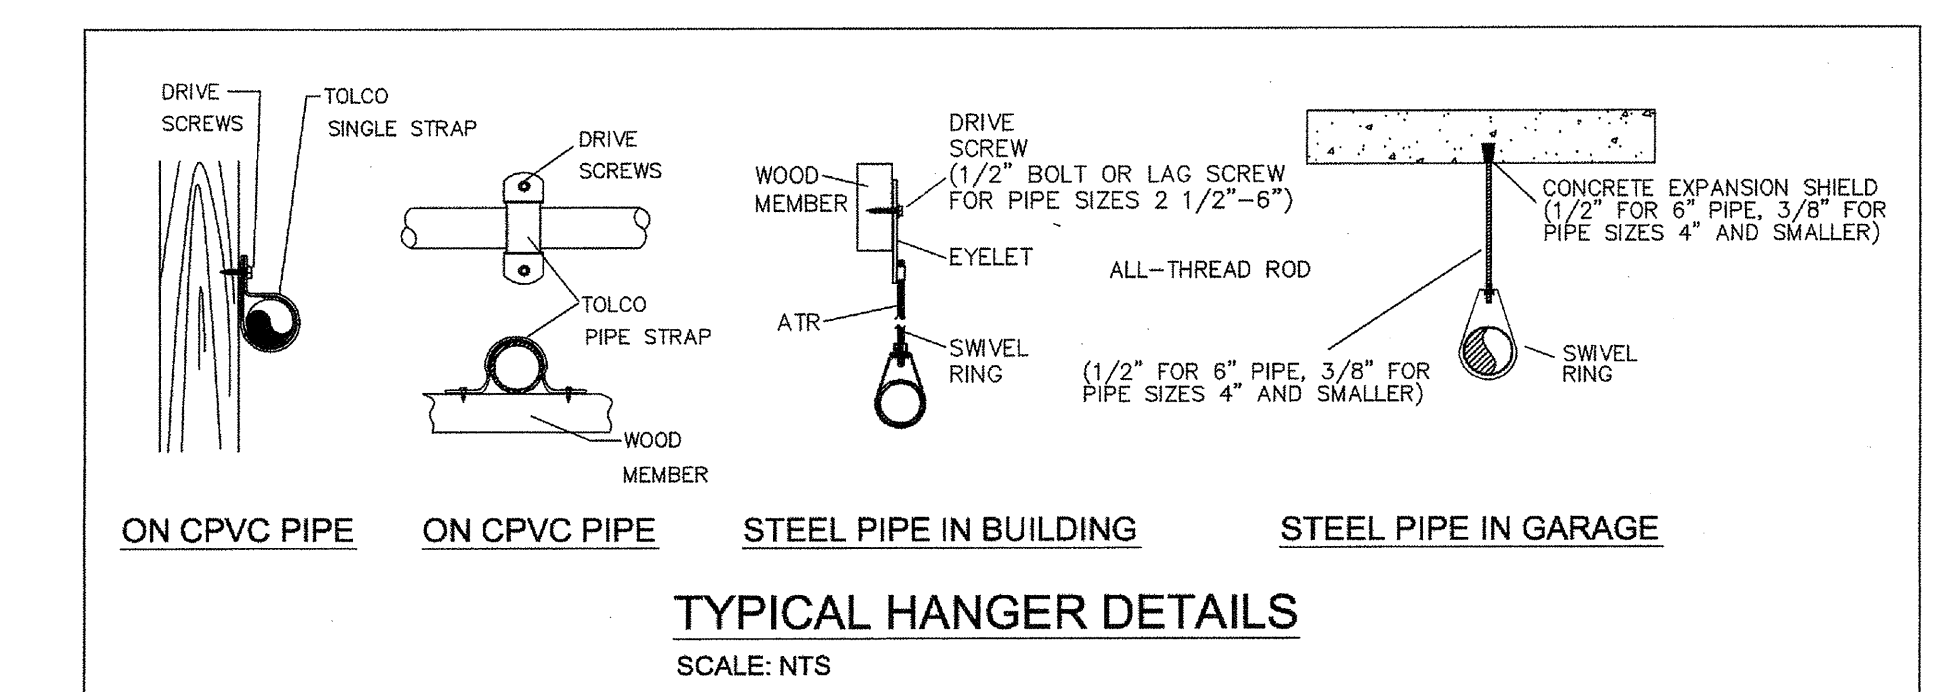 DRIVE
SCREWS
TOLCO
SINGLE STRAP
DRIVE
SCREWS
TOLCO
PIPE STRAP
WOOD
MEMBER
WOOD
MEMBER
DRIVE
SCREW
(1/2" BOLT OR LAG SCREW
FOR PIPE SIZES 2 1/2"-6")
EYELET
ATR
SWIVEL
RING
ALL-THREAD ROD
(1/2" FOR 6" PIPE, 3/8" FOR
PIPE SIZES 4" AND SMALLER)
CONCRETE EXPANSION SHIELD
(1/2" FOR 6" PIPE, 3/8" FOR
PIPE SIZES 4" AND SMALLER)
SWIVEL
RING
ON CPVC PIPE
ON CPVC PIPE
STEEL PIPE IN BUILDING
STEEL PIPE IN GARAGE
TYPICAL HANGER DETAILS
SCALE: NTS